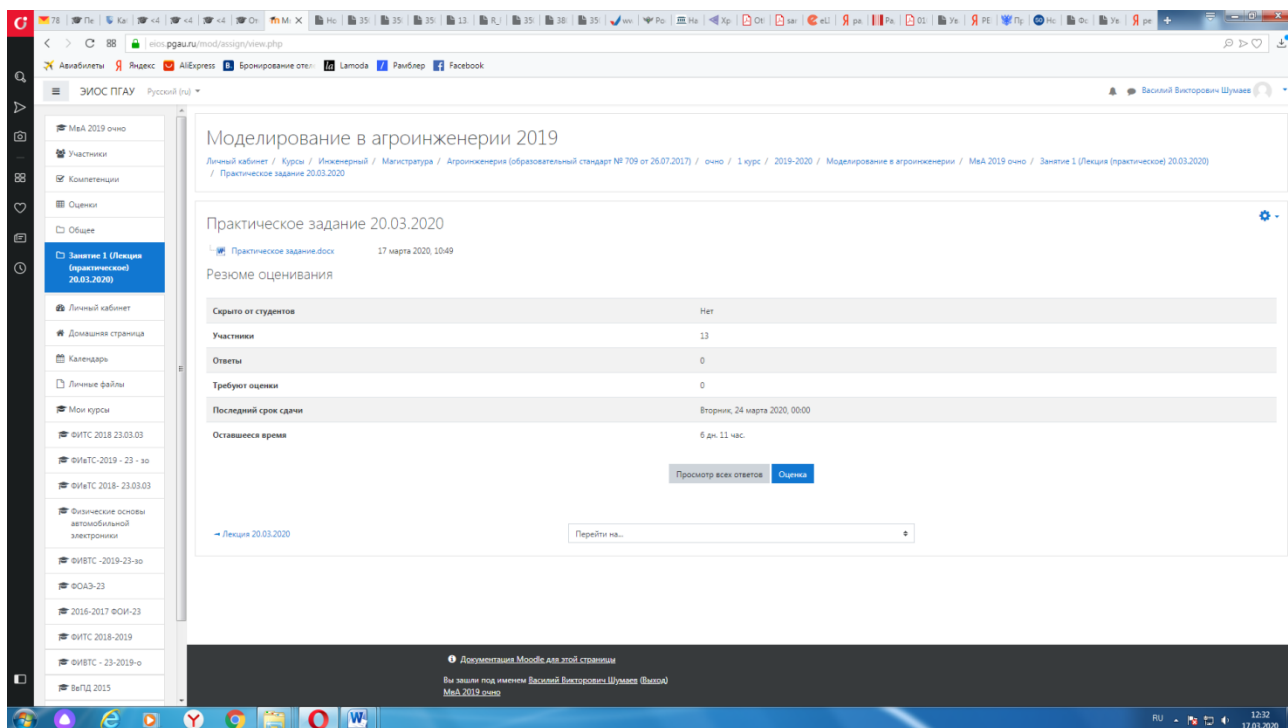 78
eios.pgau.ru/mod/assign/view.php
Авиабилеты Яндекс AliExpress Бронирование отел Lamoda Рамблер Facebook
ЭИОС ПГАУ Русский (ru)
Василий Викторович Шумаев
МвА 2019 очно
Участники
Компетенции
Оценки
Общее
Занятие 1 (Лекция
(практическое)
20.03.2020)
Личный кабинет
Домашняя страница
Календарь
Личные файлы
Мои курсы
ФИТС 2018 23.03.03
ФИвТС-2019 - 23 - зо
ФИвТС 2018- 23.03.03
Физические основы
автомобильной
электроники
ФИВТС -2019-23-зо
ФОАЭ-23
2016-2017 ФОИ-23
ФИТС 2018-2019
ФИВТС - 23-2019-о
ВеПД 2015
Моделирование в агроинженерии 2019
Личный кабинет / Курсы / Инженерный / Магистратура / Агроинженерия (образовательный стандарт № 709 от 26.07.2017) / очно / 1 курс / 2019-2020 / Моделирование в агроинженерии / МвА 2019 очно / Занятие 1 (Лекция (практическое) 20.03.2020)
/ Практическое задание 20.03.2020
Практическое задание 20.03.2020
Практическое задание.docx 17 марта 2020, 10:49
Резюме оценивания
Скрыто от студентов Нет
Участники 13
Ответы 0
Требуют оценки 0
Последний срок сдачи Вторник, 24 марта 2020, 00:00
Оставшееся время 6 дн. 11 час.
Просмотр всех ответов Оценка
→ Лекция 20.03.2020 Перейти на...
Документация Moodle для этой страницы
Вы зашли под именем Василий Викторович Шумаев (Выход)
МвА 2019 очно
RU 12:32
17.03.2020